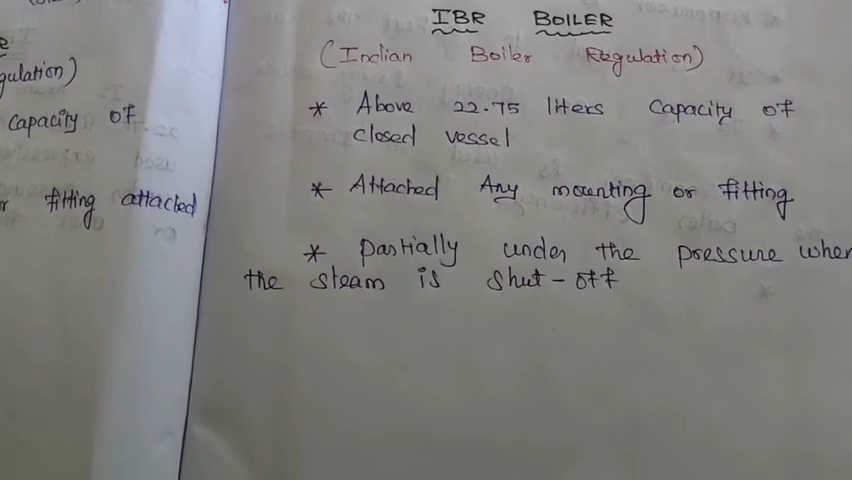 gulation)
capacity of
fitting attached
IBR BOILER
(Indian Boiler Regulation)
* Above 22.75 liters capacity of
closed vessel
* Attached Any mounting or fitting
* partially under the pressure when
the steam is shut-off